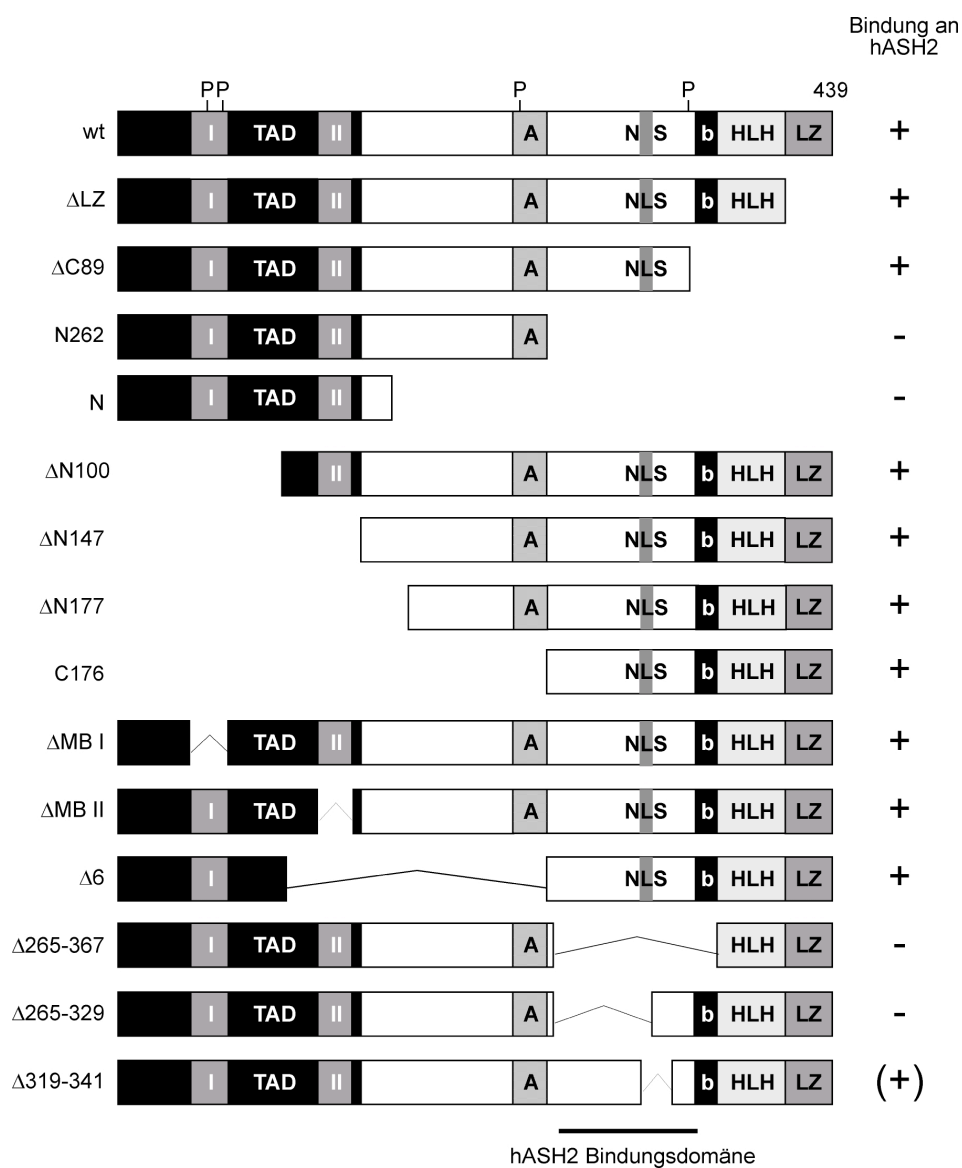 Bindung an
hASH2
PP P P 439
wt I TAD II A NLS b HLH LZ +
ΔLZ I TAD II A NLS b HLH +
ΔC89 I TAD II A NLS +
N262 I TAD II A -
N I TAD II -
ΔN100 II A NLS b HLH LZ +
ΔN147 A NLS b HLH LZ +
ΔN177 A NLS b HLH LZ +
C176 NLS b HLH LZ +
ΔMB I TAD II A NLS b HLH LZ +
ΔMB II I TAD A NLS b HLH LZ +
Δ6 I NLS b HLH LZ +
Δ265-367 I TAD II A HLH LZ -
Δ265-329 I TAD II A b HLH LZ -
Δ319-341 I TAD II A b HLH LZ (+)
hASH2 Bindungsdomäne